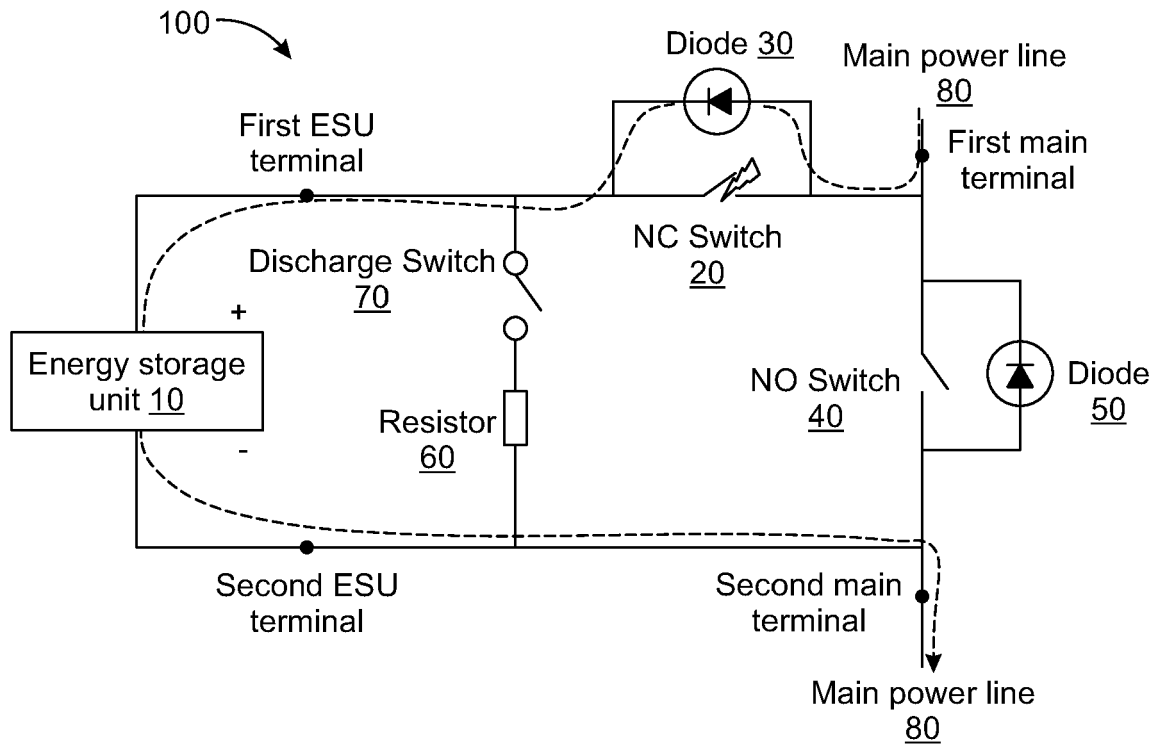 100
Diode 30
Main power line
80
First ESU
terminal
First main
terminal
NC Switch
20
Discharge Switch
70
+
Energy storage
unit 10
-
NO Switch
40
Diode
50
Resistor
60
Second ESU
terminal
Second main
terminal
Main power line
80